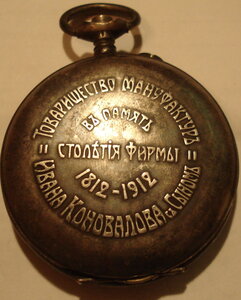 Товарищество Мануфактуръ
въ память
столѣтія фирмы
1812-1912
Ивана Коновалова съ Сыномъ